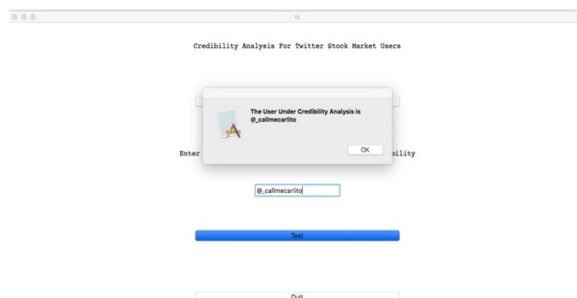 tk
Credibility Analysis For Twitter Stock Market Users
The User Under Credibility Analysis is
@_callmecarlito
OK
Enter
bility
@_callmecarlito
Test
Quit